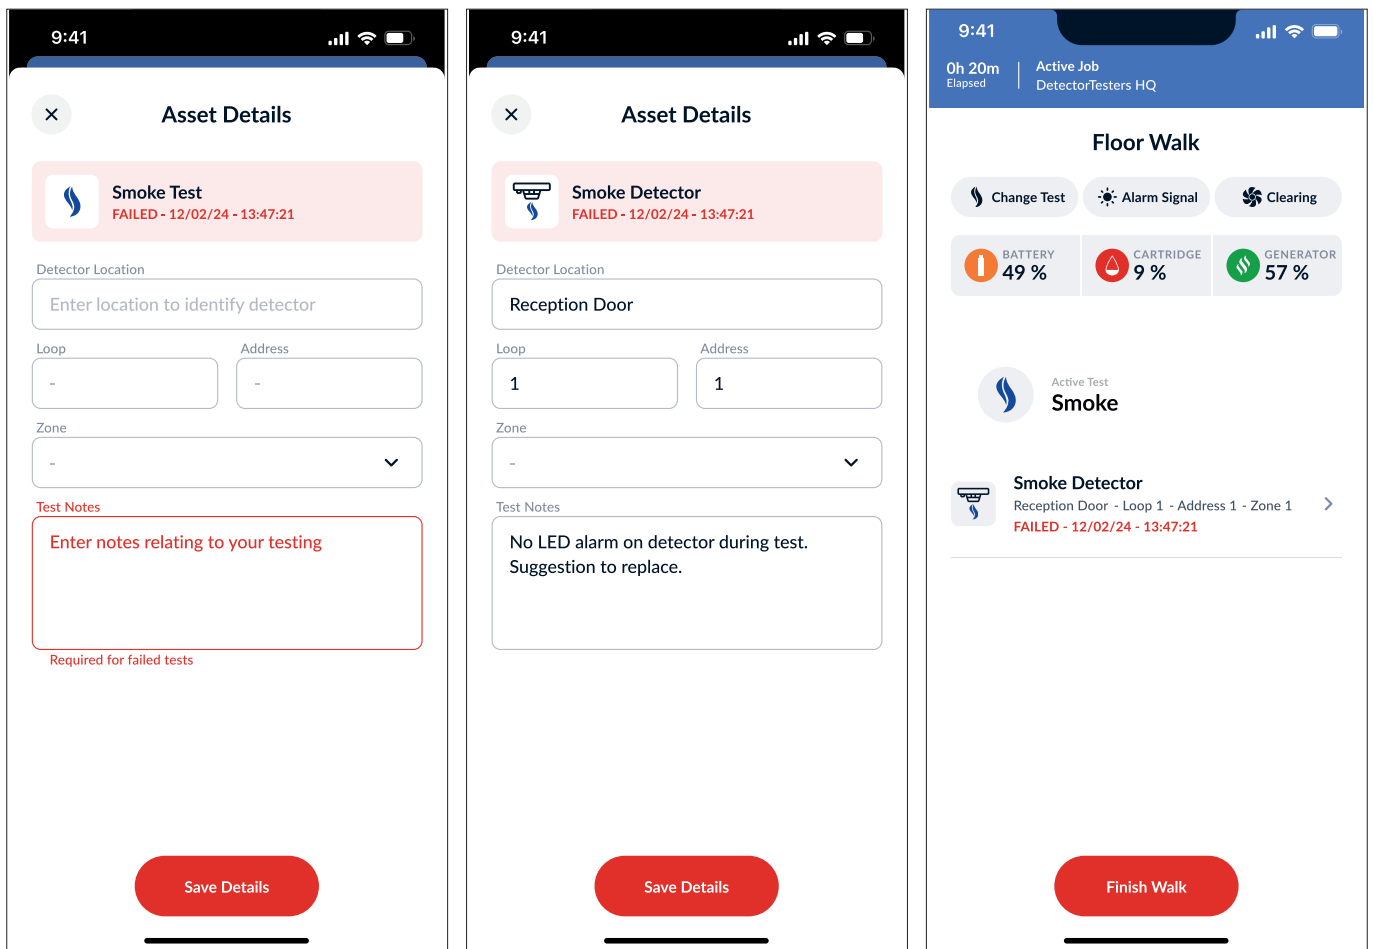 9:41
Asset Details
Smoke Test
FAILED - 12/02/24 - 13:47:21
Detector Location
Enter location to identify detector
Loop
Address
-
-
Zone
-
Test Notes
Enter notes relating to your testing
Required for failed tests
Save Details
9:41
Asset Details
Smoke Detector
FAILED - 12/02/24 - 13:47:21
Detector Location
Reception Door
Loop
Address
1
1
Zone
-
Test Notes
No LED alarm on detector during test.
Suggestion to replace.
Save Details
9:41
0h 20m
Elapsed
Active Job
DetectorTesters HQ
Floor Walk
Change Test
Alarm Signal
Clearing
BATTERY
49 %
CARTRIDGE
9 %
GENERATOR
57 %
Active Test
Smoke
Smoke Detector
Reception Door - Loop 1 - Address 1 - Zone 1
FAILED - 12/02/24 - 13:47:21
Finish Walk